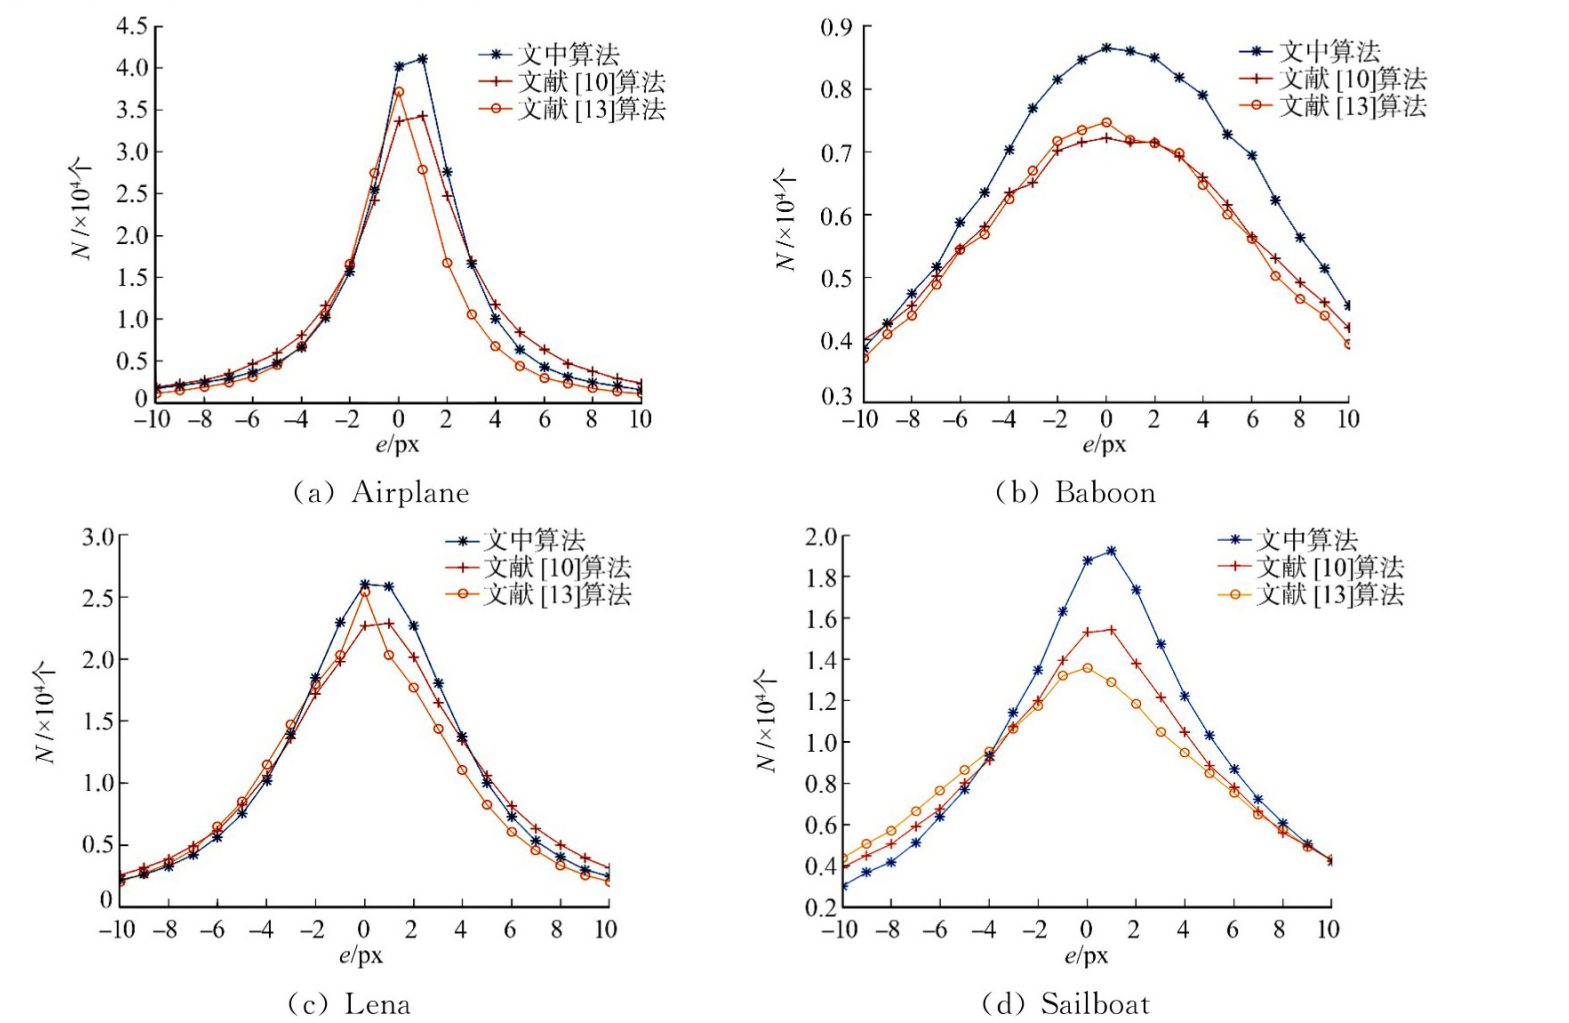 4.5
4.0
3.5
3.0
2.5
2.0
1.5
1.0
0.5
0
N /×10⁴个
–10 –8 –6 –4 –2 0 2 4 6 8 10
e/px
文中算法
文献 [10]算法
文献 [13]算法
（a）Airplane
0.9
0.8
0.7
0.6
0.5
0.4
0.3
N /×10⁴个
–10 –8 –6 –4 –2 0 2 4 6 8 10
e/px
文中算法
文献 [10]算法
文献 [13]算法
（b）Baboon
3.0
2.5
2.0
1.5
1.0
0.5
0
N /×10⁴个
–10 –8 –6 –4 –2 0 2 4 6 8 10
e/px
文中算法
文献 [10]算法
文献 [13]算法
（c）Lena
2.0
1.8
1.6
1.4
1.2
1.0
0.8
0.6
0.4
0.2
N /×10⁴个
–10 –8 –6 –4 –2 0 2 4 6 8 10
e/px
文中算法
文献 [10]算法
文献 [13]算法
（d）Sailboat